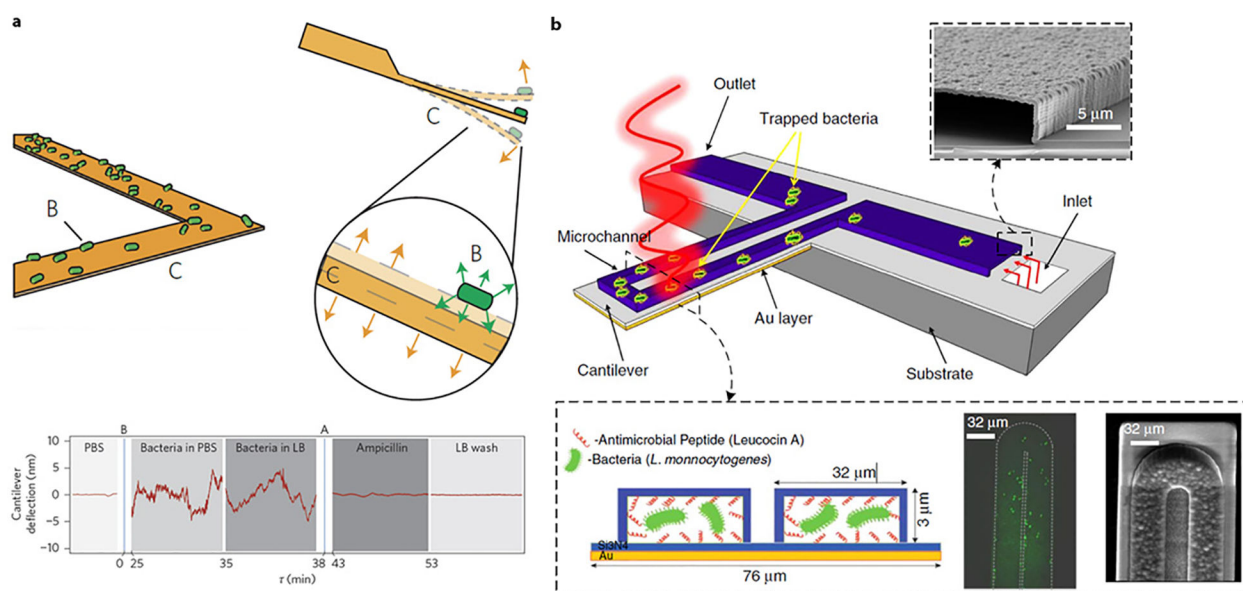 a
C
B
C
C
B
B
A
PBS
Bacteria in PBS
Bacteria in LB
Ampicillin
LB wash
Cantilever
deflection (nm)
10
5
0
−5
−10
0
25
35
38
43
53
τ (min)
b
Outlet
Trapped bacteria
5 μm
Inlet
Microchannel
Au layer
Cantilever
Substrate
-Antimicrobial Peptide (Leucocin A)
-Bacteria (L. monnocytogenes)
32 μm
3 μm
Si3N4
Au
76 μm
32 μm
32 μm